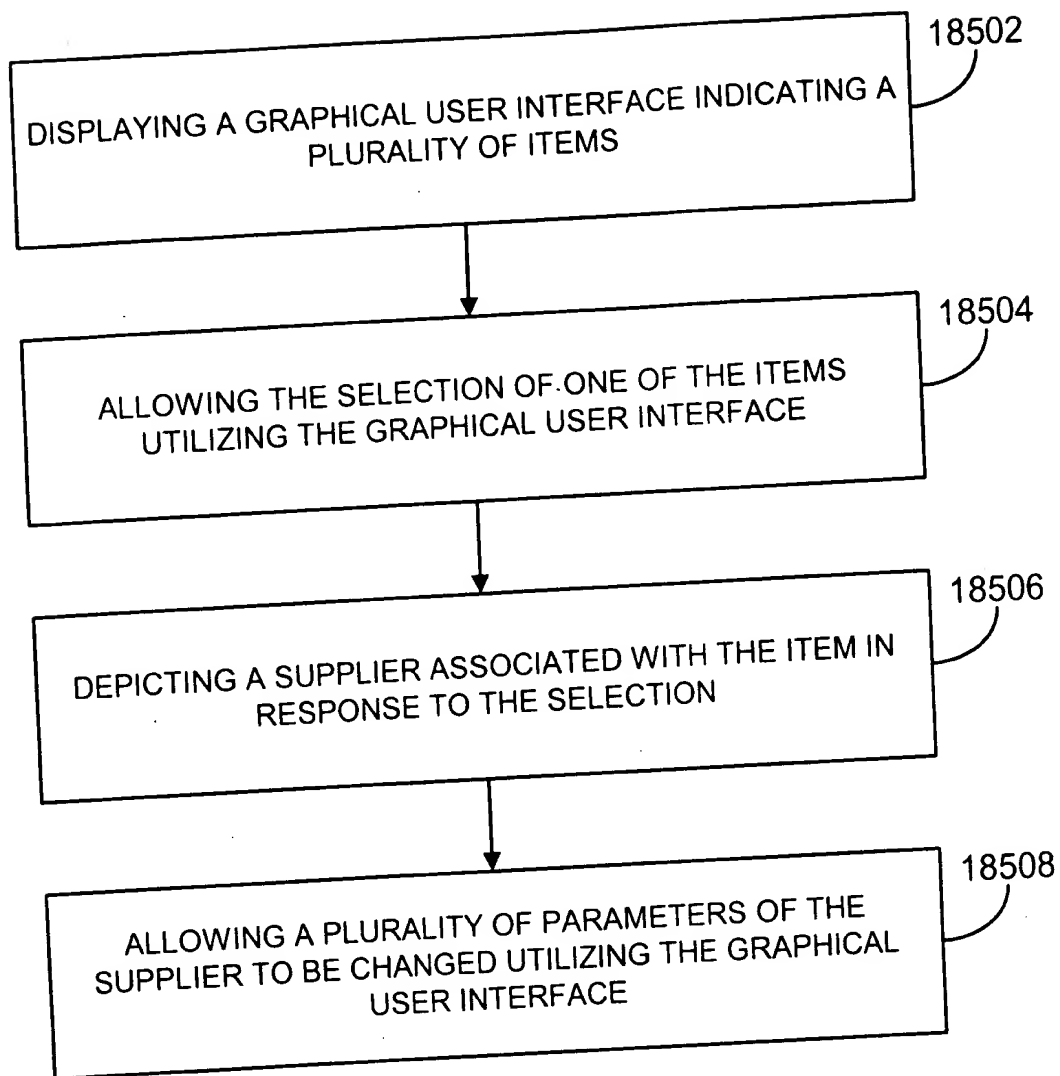 18502
DISPLAYING A GRAPHICAL USER INTERFACE INDICATING A
PLURALITY OF ITEMS
18504
ALLOWING THE SELECTION OF ONE OF THE ITEMS
UTILIZING THE GRAPHICAL USER INTERFACE
18506
DEPICTING A SUPPLIER ASSOCIATED WITH THE ITEM IN
RESPONSE TO THE SELECTION
18508
ALLOWING A PLURALITY OF PARAMETERS OF THE
SUPPLIER TO BE CHANGED UTILIZING THE GRAPHICAL
USER INTERFACE